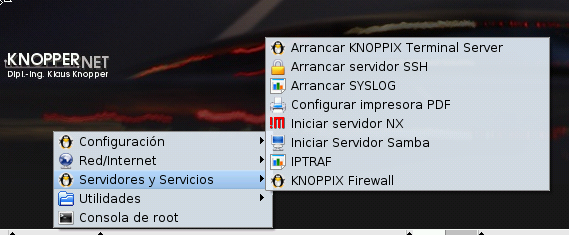 KNOPPER.NET
Dipl.-Ing. Klaus Knopper
Configuración
Red/Internet
Servidores y Servicios
Utilidades
Consola de root
Arrancar KNOPPIX Terminal Server
Arrancar servidor SSH
Arrancar SYSLOG
Configurar impresora PDF
Iniciar servidor NX
Iniciar Servidor Samba
IPTRAF
KNOPPIX Firewall